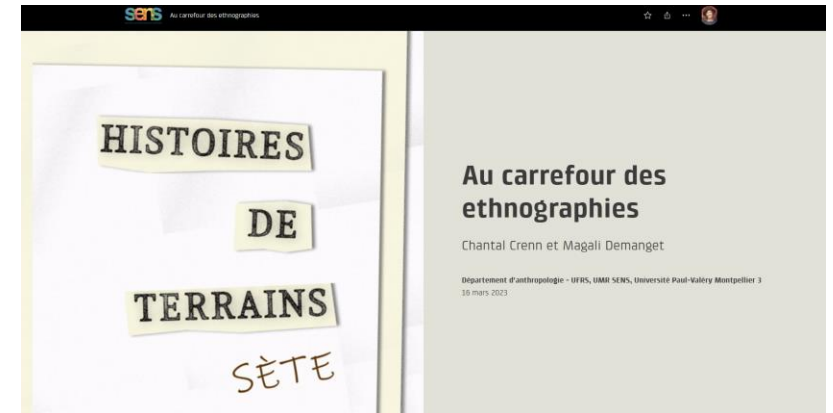 sens
Au carrefour des ethnographies
HISTOIRES
DE
TERRAINS
SÈTE
Au carrefour des
ethnographies
Chantal Crenn et Magali Demanget
Département d'anthropologie - UFRS, UMR SENS, Université Paul-Valéry Montpellier 3
16 mars 2023